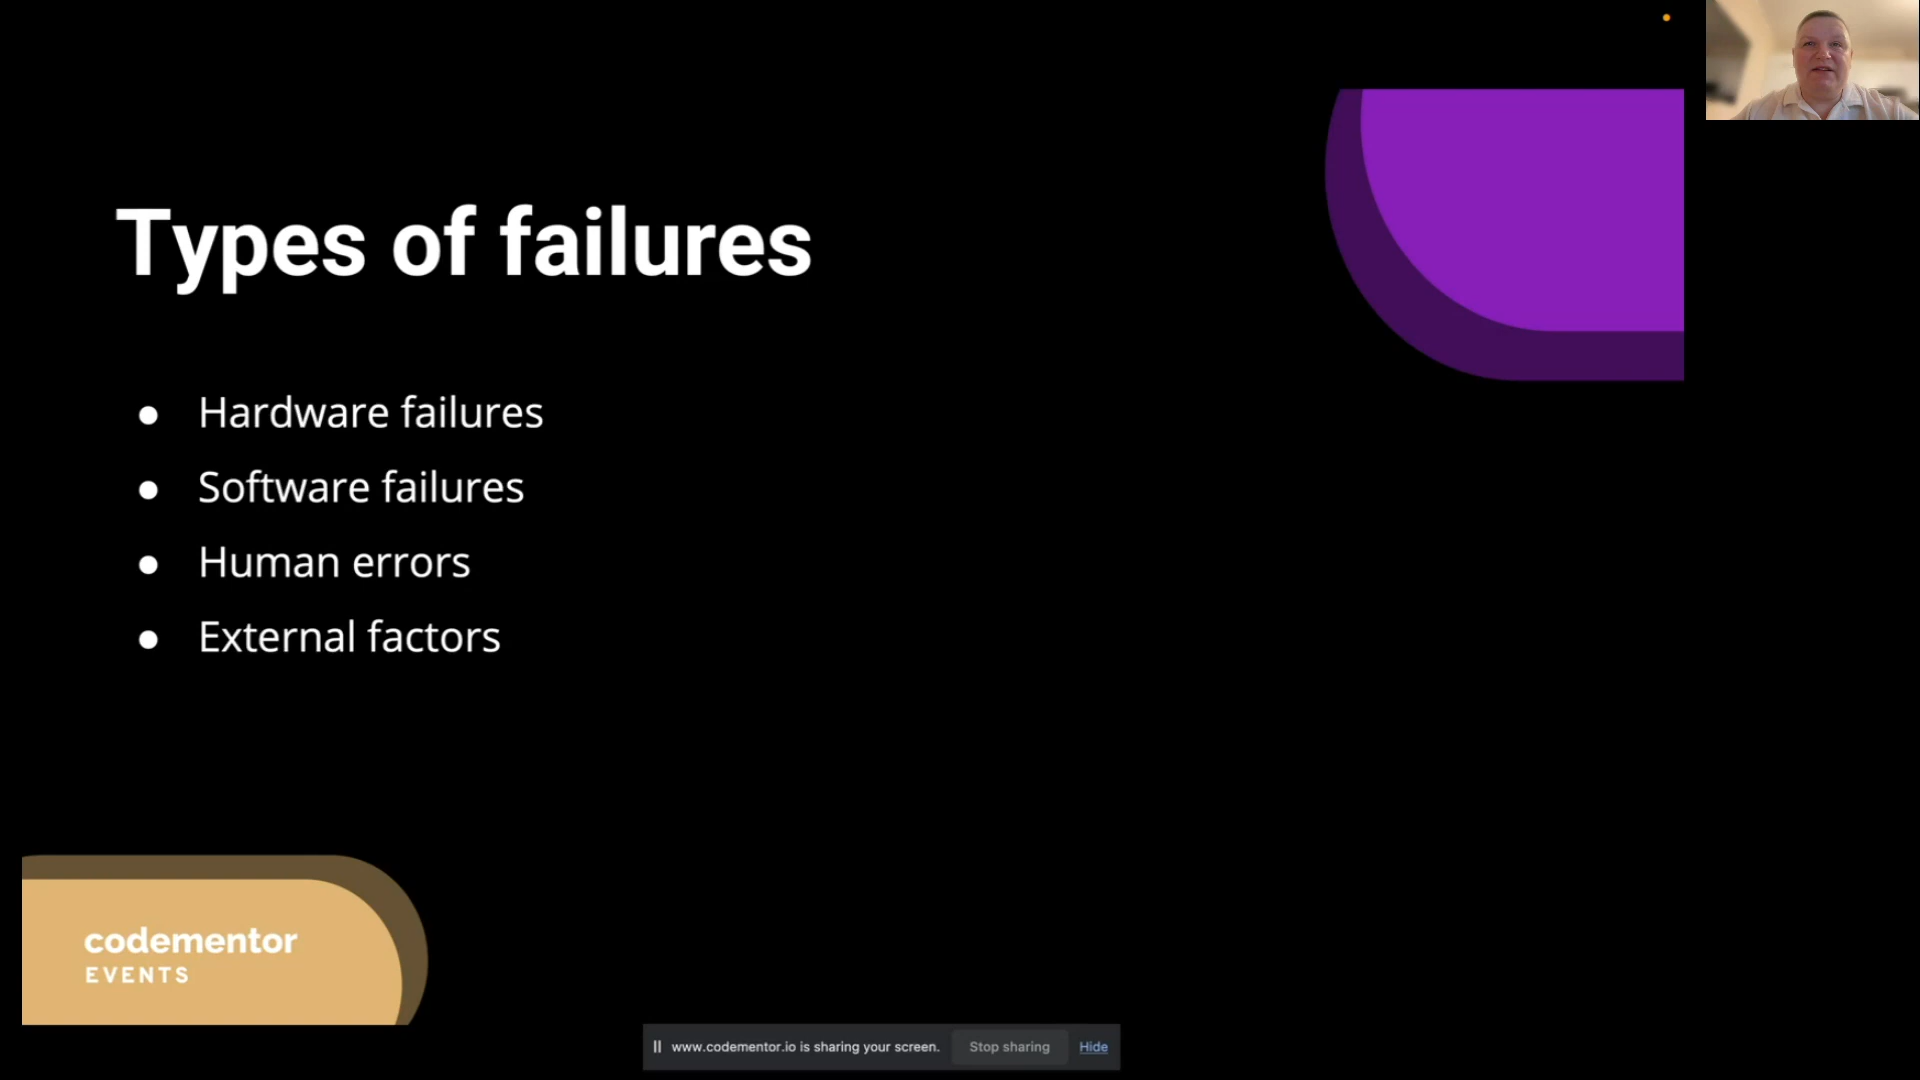 Types of failures
● Hardware failures
● Software failures
● Human errors
● External factors
codementor
EVENTS
www.codementor.io is sharing your screen. Stop sharing Hide